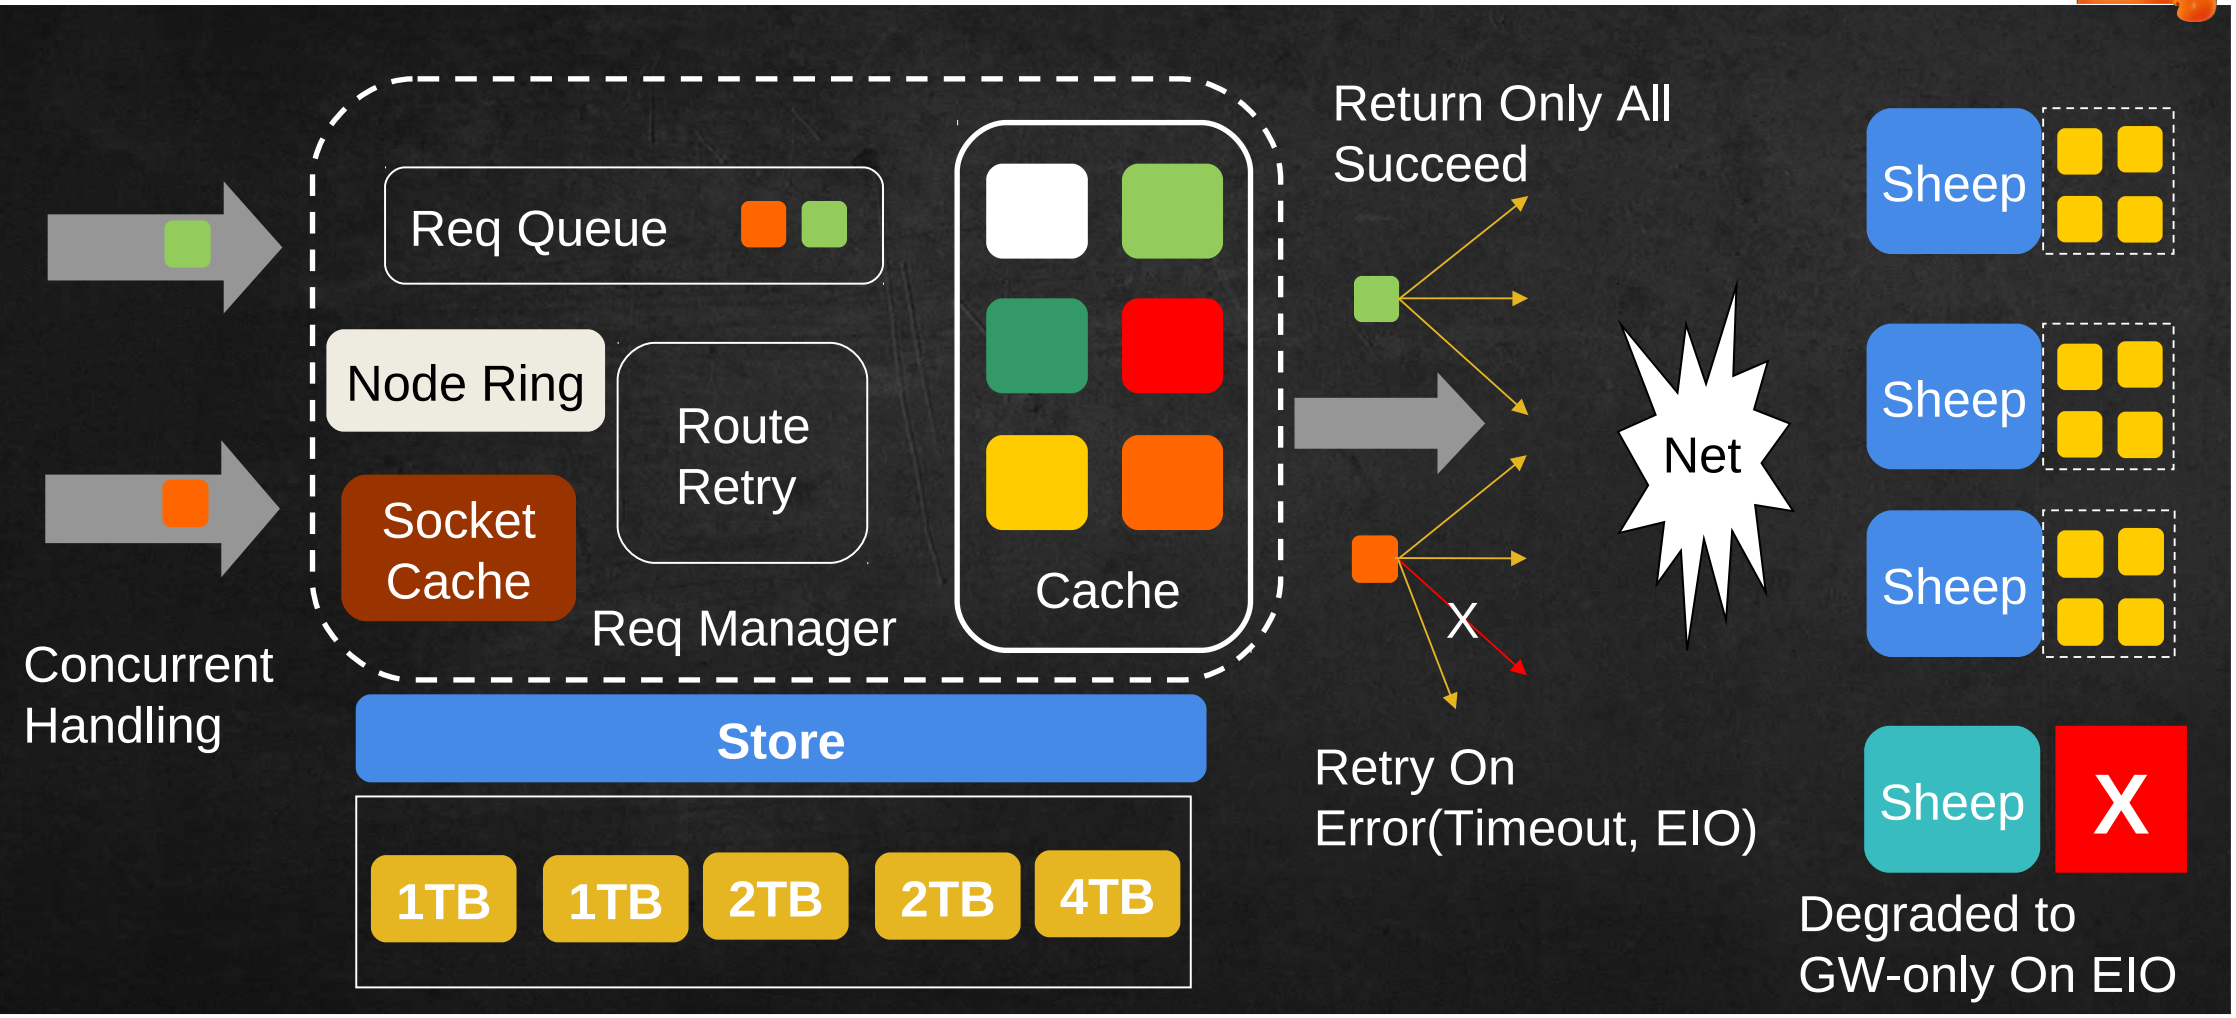 Concurrent
Handling
Req Queue
Node Ring
Socket
Cache
Route
Retry
Req Manager
Cache
Store
1TB
1TB
2TB
2TB
4TB
Return Only All
Succeed
X
Retry On
Error(Timeout, EIO)
Net
Sheep
Sheep
Sheep
Sheep
X
Degraded to
GW-only On EIO